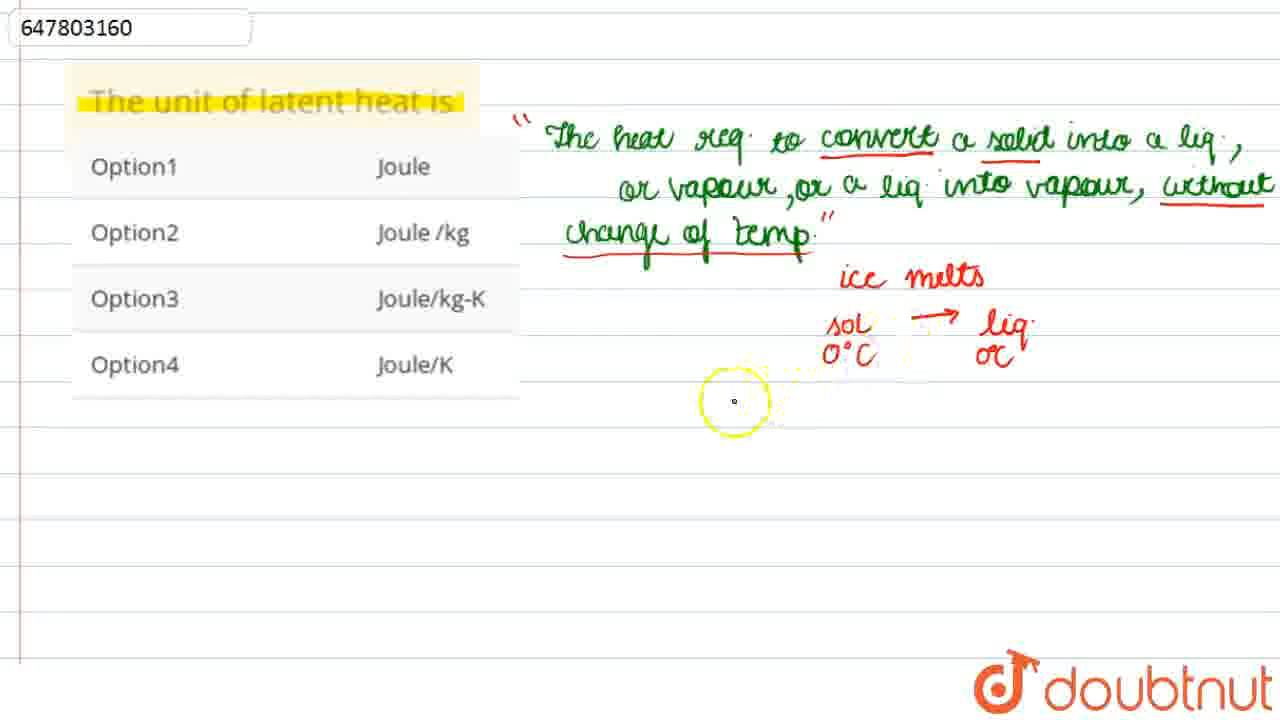 647803160
The unit of latent heat is
Option1 Joule
Option2 Joule /kg
Option3 Joule/kg-K
Option4 Joule/K
"The heat req. to convert a solid into a liq.,
or vapour, or a liq. into vapour, without
change of temp."
ice melts
sol → liq.
0°C 0°C
doubtnut